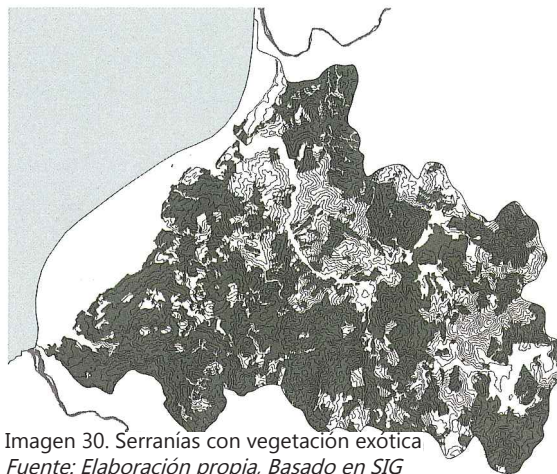 Imagen 30. Serranías con vegetación exótica
Fuente: Elaboración propia. Basado en SIG